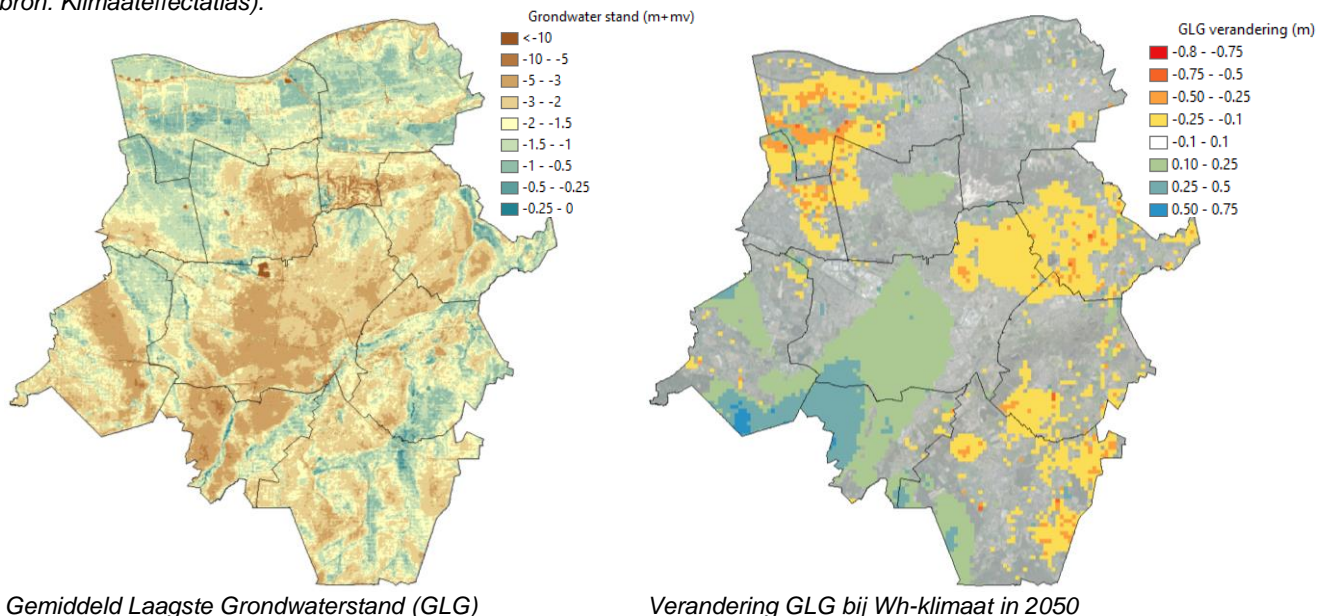 bron: Klimaateffectatlas).
Grondwater stand (m+mv)
<-10
-10 - -5
-5 - -3
-3 - -2
-2 - -1.5
-1.5 - -1
-1 - -0.5
-0.5 - -0.25
-0.25 - 0
GLG verandering (m)
-0.8 - -0.75
-0.75 - -0.5
-0.50 - -0.25
-0.25 - -0.1
-0.1 - 0.1
0.10 - 0.25
0.25 - 0.5
0.50 - 0.75
Gemiddeld Laagste Grondwaterstand (GLG)
Verandering GLG bij Wh-klimaat in 2050